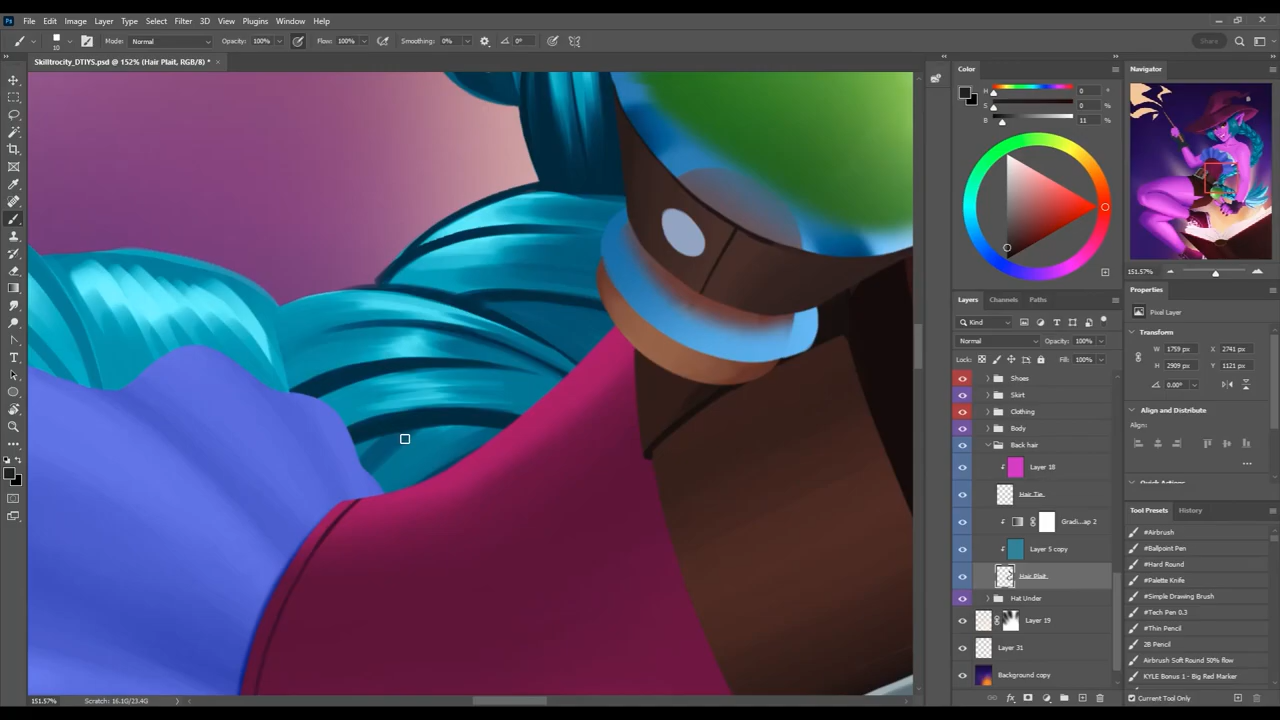 Ps File Edit Image Layer Type Select Filter 3D View Plugins Window Help
10 Mode: Normal Opacity: 100% Flow: 100% Smoothing: 0% 0° Share
Skilltrocity_DTIYS.psd @ 152% (Hair Plait, RGB/8) *
Color
H 0 °
S 0 %
B 11 %
Navigator
151.57%
Properties
Pixel Layer
Transform
W 1759 px X 2741 px
H 2909 px Y 1121 px
0.00°
Align and Distribute
Align:
Layers Channels Paths
Kind
Normal Opacity: 100%
Lock: Fill: 100%
Shoes
Skirt
Clothing
Body
Back hair
Layer 18
Hair Tie
Gradi...ap 2
Layer 5 copy
Hair Plait
Hat Under
Layer 19
Layer 31
Background copy
Tool Presets History
#Airbrush
#Ballpoint Pen
#Hard Round
#Palette Knife
#Simple Drawing Brush
#Tech Pen 0.3
#Thin Pencil
2B Pencil
Airbrush Soft Round 50% flow
KYLE Bonus 1 - Big Red Marker
Current Tool Only
151.57% Scratch: 16.1G/23.4G